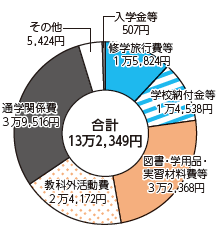 入学金等
507円
修学旅行費等
1万5,824円
学校納付金等
1万4,538円
図書・学用品・
実習材料費等
3万2,368円
教科外活動費
2万4,172円
通学関係費
3万9,516円
その他
5,424円
合計
13万2,349円